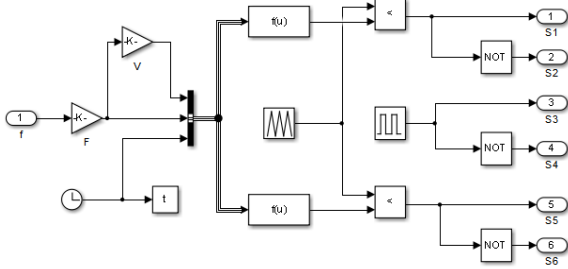 -K-
V
1
f
-K-
F
t
f(u)
f(u)
<
<
NOT
NOT
NOT
1
S1
2
S2
3
S3
4
S4
5
S5
6
S6